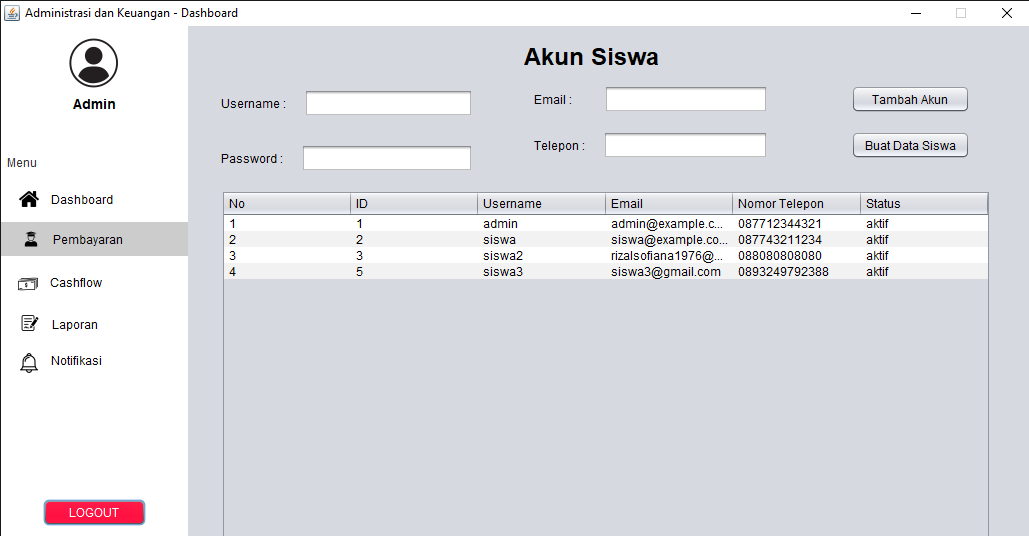 Administrasi dan Keuangan - Dashboard
Admin
Menu
Dashboard
Pembayaran
Cashflow
Laporan
Notifikasi
LOGOUT
Akun Siswa
Username :
Password :
Email :
Telepon :
Tambah Akun
Buat Data Siswa
No ID Username Email Nomor Telepon Status
1 1 admin admin@example.c... 087712344321 aktif
2 2 siswa siswa@example.co... 087743211234 aktif
3 3 siswa2 rizalsofiana1976@... 088080808080 aktif
4 5 siswa3 siswa3@gmail.com 0893249792388 aktif